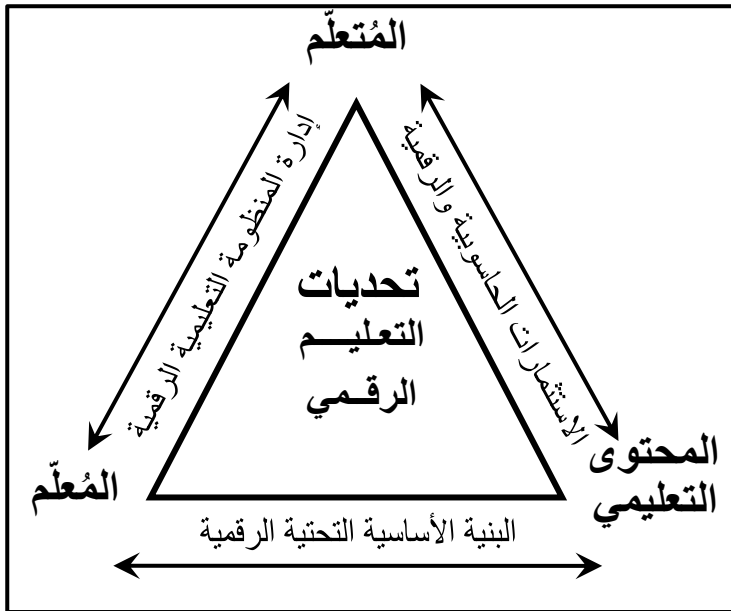 المُتعلّم
إدارة المنظومة التعليمية الرقمية
الاستثمارات الحاسوبية والرقمية
تحديات
التعليـــم
الرقــمي
المُعلّم
المحتوى
التعليمي
البنية الأساسية التحتية الرقمية